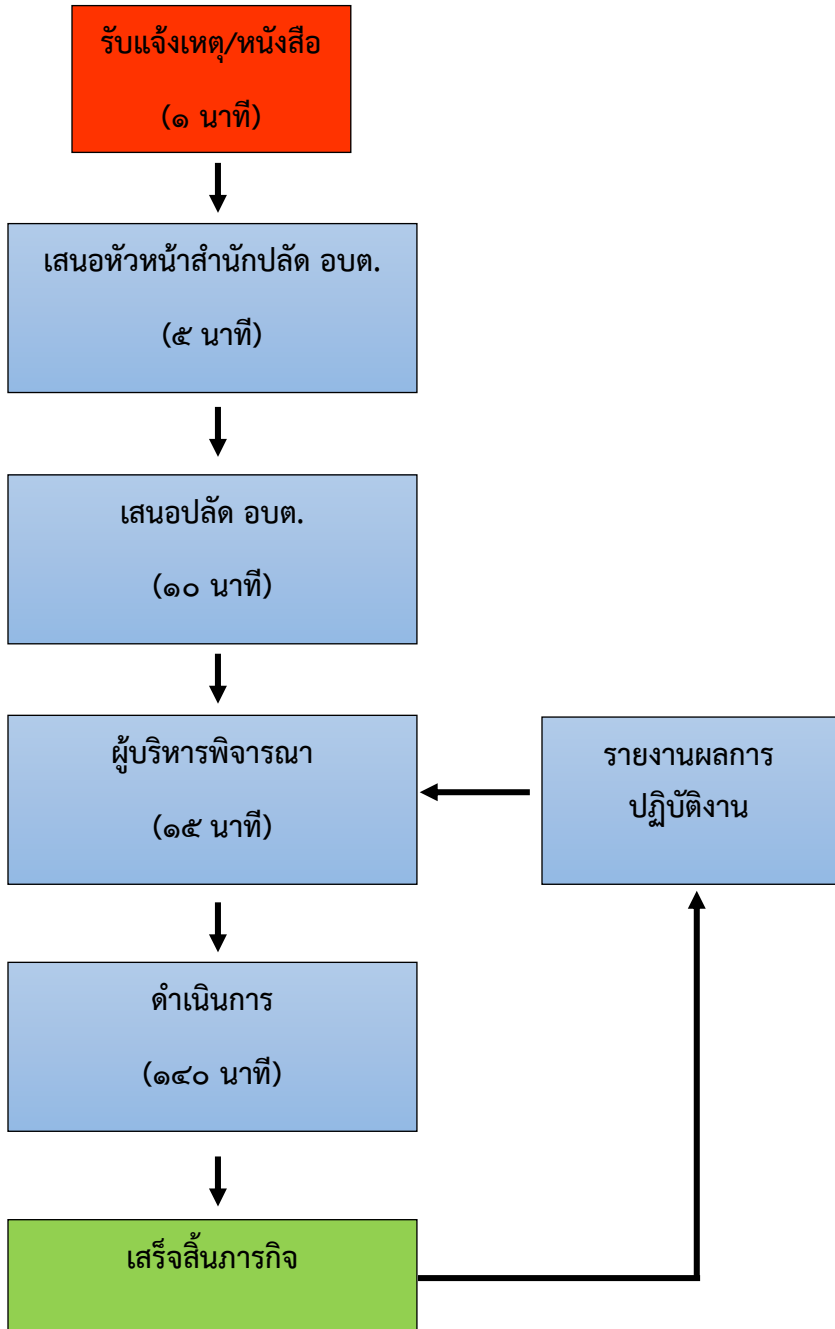 รับแจ้งเหตุ/หนังสือ
(๑ นาที)
เสนอหัวหน้าสำนักปลัด อบต.
(๕ นาที)
เสนอปลัด อบต.
(๑๐ นาที)
ผู้บริหารพิจารณา
(๑๕ นาที)
รายงานผลการ
ปฏิบัติงาน
ดำเนินการ
(๑๔๐ นาที)
เสร็จสิ้นภารกิจ